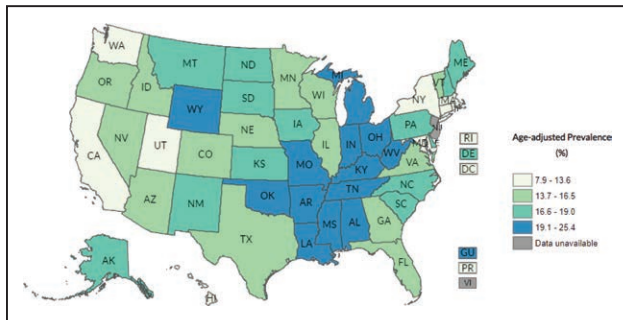 WA
ME
MT
ND
VT
MN
OR
MI
ID
WI
NY
SD
WY
IA
PA
NE
OH
NV
IL
IN
UT
WV
CO
VA
RI
DE
DC
CA
KS
MO
KY
NC
TN
OK
AZ
NM
AR
SC
MS
AL
GA
TX
LA
FL
AK
HI
GU
PR
VI
MD
Age-adjusted Prevalence
(%)
7.9 - 13.6
13.7 - 16.5
16.6 - 19.0
19.1 - 25.4
Data unavailable